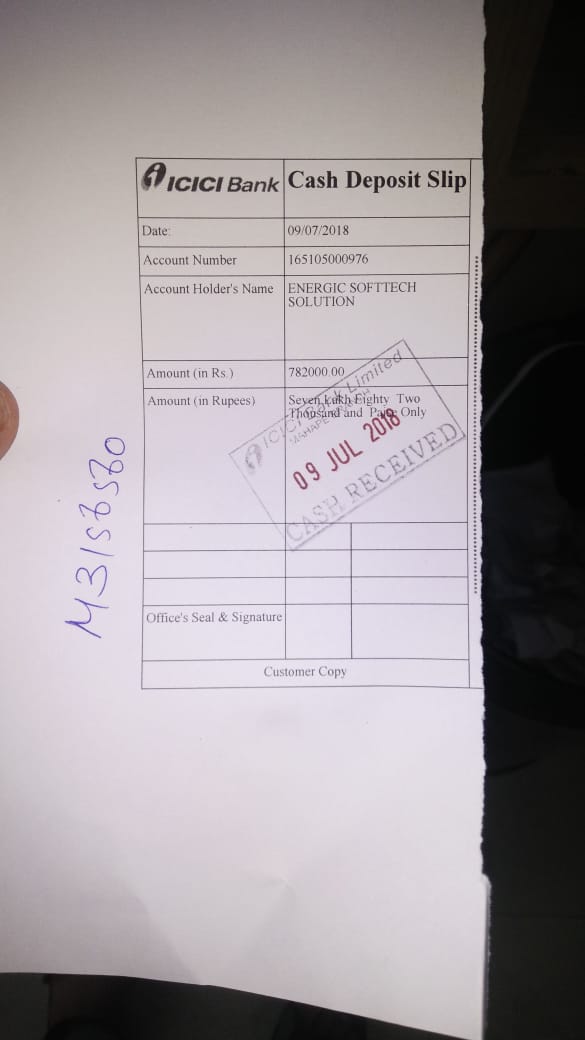 ICICI Bank Cash Deposit Slip
Date: 09/07/2018
Account Number 165105000976
Account Holder's Name ENERGIC SOFTTECH
SOLUTION
Amount (in Rs.) 782000.00
Amount (in Rupees) Seven Lakh Eighty Two
Thousand and Paise Only
ICICI Bank Limited
09 JUL 2018
CASH RECEIVED
Office's Seal & Signature
Customer Copy